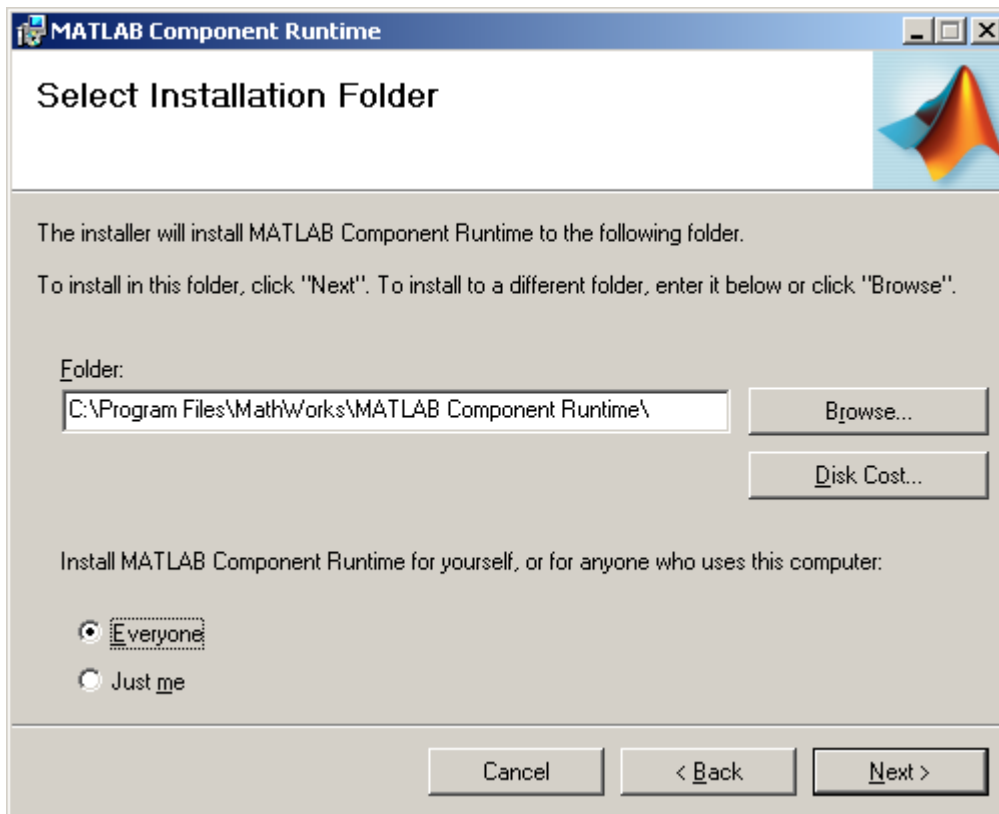 MATLAB Component Runtime
Select Installation Folder
The installer will install MATLAB Component Runtime to the following folder.
To install in this folder, click "Next". To install to a different folder, enter it below or click "Browse".
Folder:
C:\Program Files\MathWorks\MATLAB Component Runtime\
Browse...
Disk Cost...
Install MATLAB Component Runtime for yourself, or for anyone who uses this computer:
Everyone
Just me
Cancel
< Back
Next >